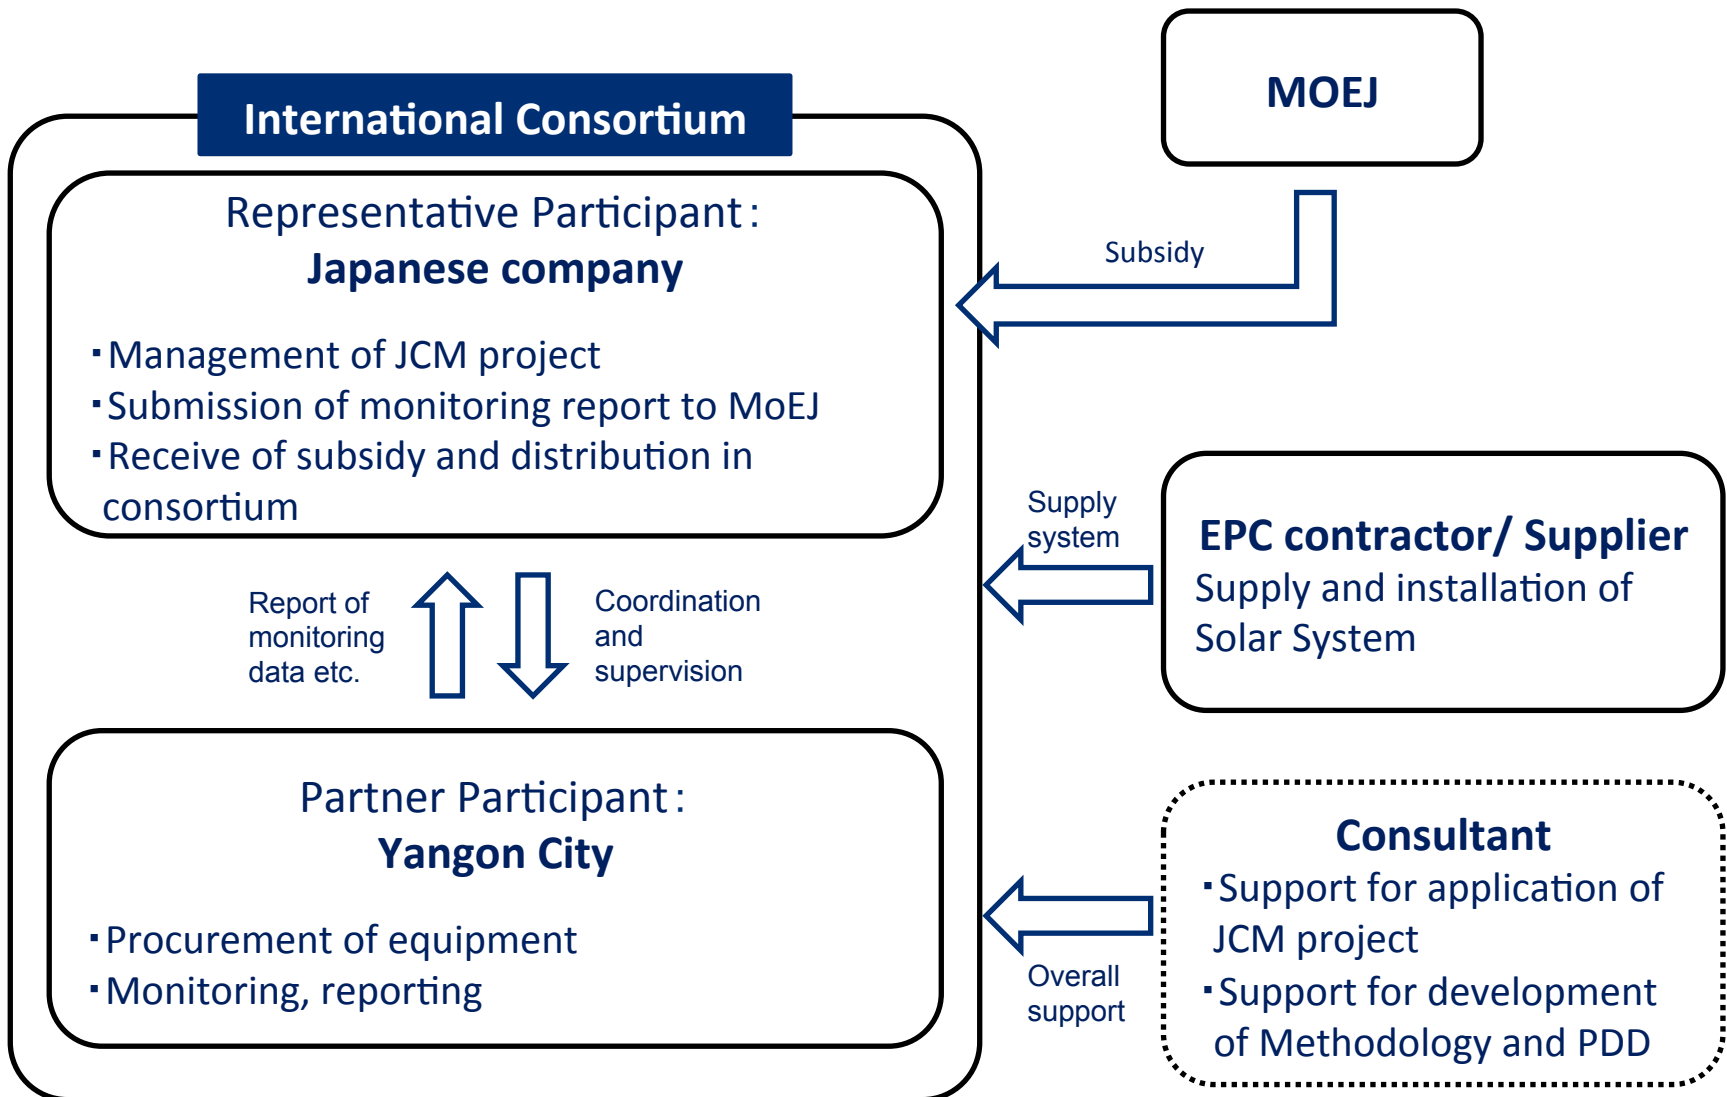 MOEJ
International Consortium
Representative Participant：
Japanese company
・Management of JCM project
・Submission of monitoring report to MoEJ
・Receive of subsidy and distribution in
consortium
Subsidy
Supply
system
EPC contractor/ Supplier
Supply and installation of
Solar System
Report of
monitoring
data etc.
Coordination
and
supervision
Partner Participant：
Yangon City
・Procurement of equipment
・Monitoring, reporting
Overall
support
Consultant
・Support for application of
JCM project
・Support for development
of Methodology and PDD